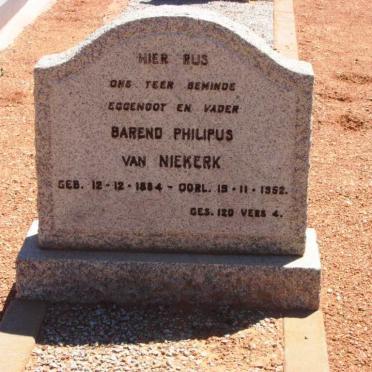 HIER RUS
ONS TEER BEMINDE
EGGENOOT EN VADER
BAREND PHILIPUS
VAN NIEKERK
GEB. 12-12-1884 - OORL. 19-11-1952.
GES. 120 VERS 4.